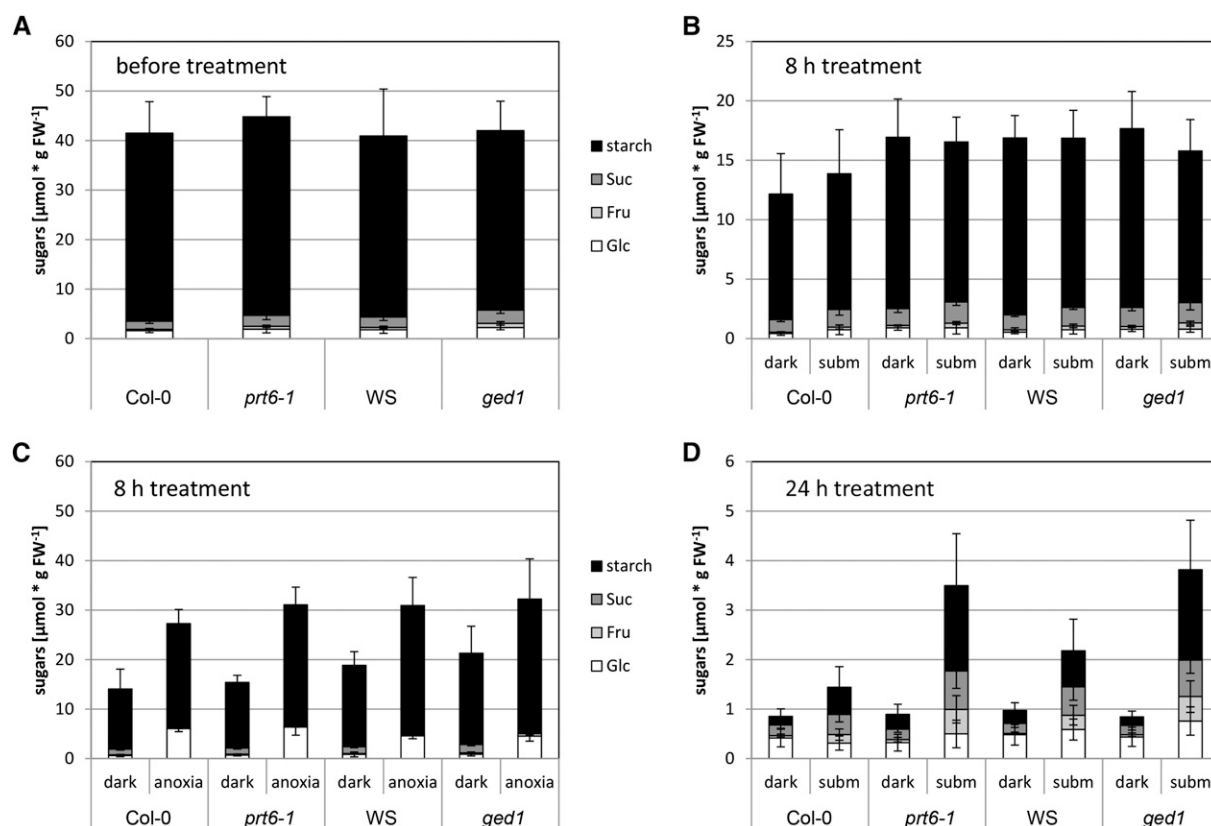 A
B
60
50
40
30
20
10
0
sugars [µmol * g FW⁻¹]
before treatment
Col-0 prt6-1 WS ged1
starch
Suc
Fru
Glc
25
20
15
10
5
0
sugars [µmol * g FW⁻¹]
8 h treatment
dark subm dark subm dark subm dark subm
Col-0 prt6-1 WS ged1
C
D
60
50
40
30
20
10
0
sugars [µmol * g FW⁻¹]
8 h treatment
dark anoxia dark anoxia dark anoxia dark anoxia
Col-0 prt6-1 WS ged1
starch
Suc
Fru
Glc
6
5
4
3
2
1
0
sugars [µmol * g FW⁻¹]
24 h treatment
dark subm dark subm dark subm dark subm
Col-0 prt6-1 WS ged1